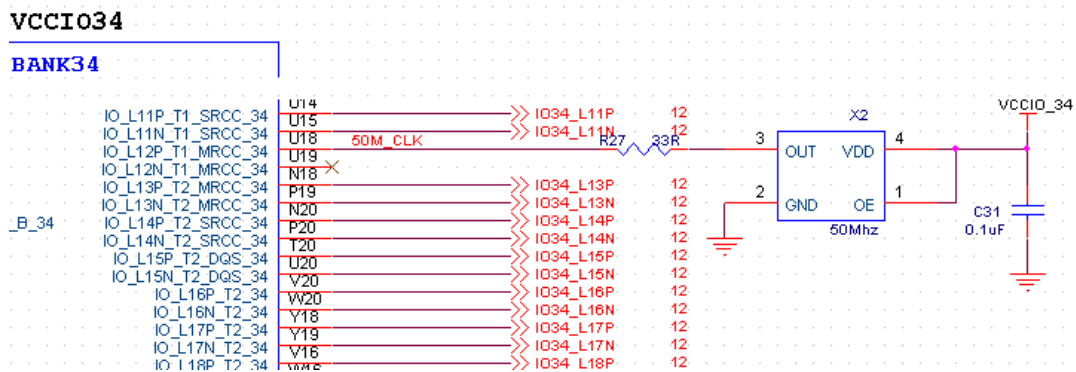 VCCIO34
BANK34
U14
IO_L11P_T1_SRCC_34 U15 IO34_L11P 12
IO_L11N_T1_SRCC_34 U18 50M_CLK IO34_L11N 12 R27 33R
IO_L12P_T1_MRCC_34 U19
IO_L12N_T1_MRCC_34 N18
IO_L13P_T2_MRCC_34 P19 IO34_L13P 12
IO_L13N_T2_MRCC_34 N20 IO34_L13N 12
_B_34 IO_L14P_T2_SRCC_34 P20 IO34_L14P 12
IO_L14N_T2_SRCC_34 T20 IO34_L14N 12
IO_L15P_T2_DQS_34 U20 IO34_L15P 12
IO_L15N_T2_DQS_34 V20 IO34_L15N 12
IO_L16P_T2_34 W20 IO34_L16P 12
IO_L16N_T2_34 Y18 IO34_L16N 12
IO_L17P_T2_34 Y19 IO34_L17P 12
IO_L17N_T2_34 V16 IO34_L17N 12
IO_L18P_T2_34 W16 IO34_L18P 12
X2
VCCIO_34
3 OUT VDD 4
2 GND OE 1
50Mhz
C31
0.1uF